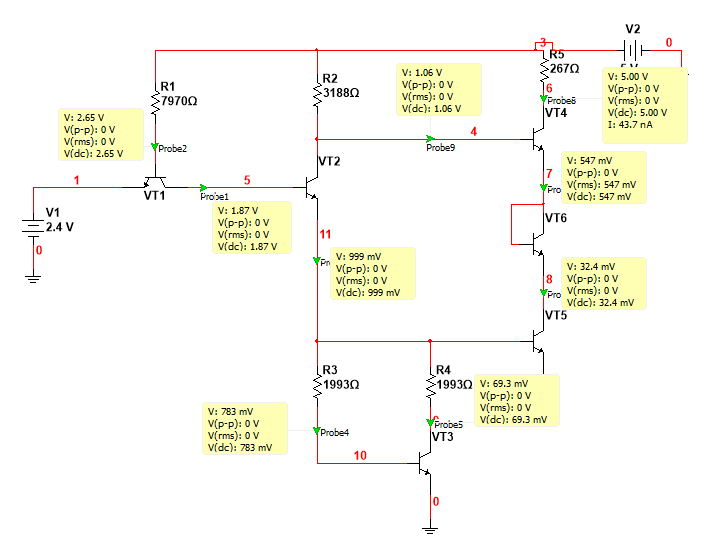 V2
3
0
R5
267Ω
R1
7970Ω
R2
3188Ω
V: 1.06 V
V(p-p): 0 V
V(rms): 0 V
V(dc): 1.06 V
V: 5.00 V
V(p-p): 0 V
V(rms): 0 V
V(dc): 5.00 V
I: 43.7 nA
6
Probe8
VT4
V: 2.65 V
V(p-p): 0 V
V(rms): 0 V
V(dc): 2.65 V
Probe2
4
Probe9
VT2
V: 547 mV
V(p-p): 0 V
V(rms): 547 mV
V(dc): 547 mV
7
Pro
1
VT1
5
Probe1
V1
2.4 V
0
V: 1.87 V
V(p-p): 0 V
V(rms): 0 V
V(dc): 1.87 V
VT6
11
Pr
V: 999 mV
V(p-p): 0 V
V(rms): 0 V
V(dc): 999 mV
V: 32.4 mV
V(p-p): 0 V
V(rms): 0 V
V(dc): 32.4 mV
8
Pro
VT5
R3
1993Ω
R4
1993Ω
V: 69.3 mV
V(p-p): 0 V
V(rms): 0 V
V(dc): 69.3 mV
V: 783 mV
V(p-p): 0 V
V(rms): 0 V
V(dc): 783 mV
Probe4
Probe5
VT3
10
0